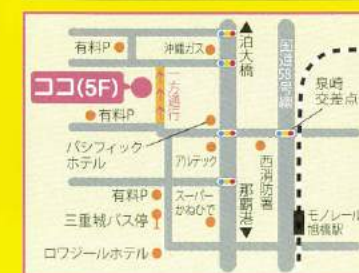 有料P
沖縄ガス
▲
泊大橋
国道58号線
ココ(5F)
一方通行
泉崎
交差点
有料P
パシフィック
ホテル
アルテック
西消防署
有料P
スーパー
かねひで
那覇港
▼
三重城バス停
モノレール
旭橋駅
ロワジールホテル